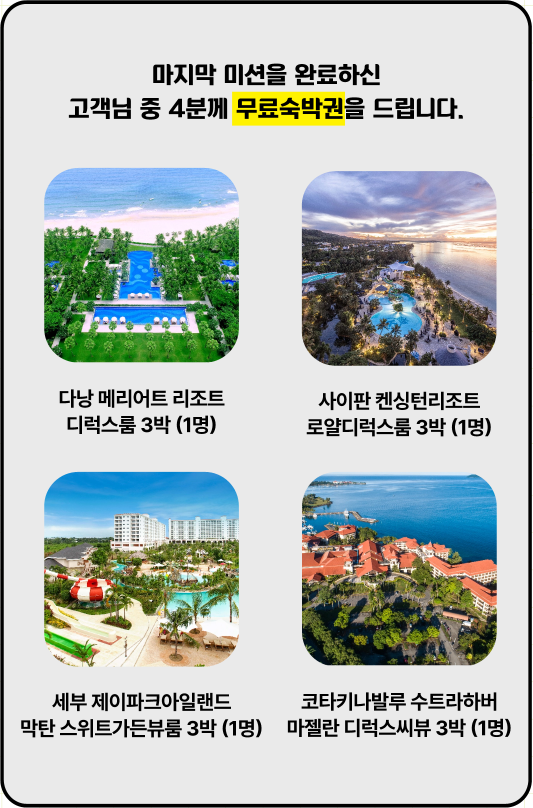 마지막 미션을 완료하신
고객님 중 4분께 무료숙박권을 드립니다.
다낭 메리어트 리조트
디럭스룸 3박 (1명)
사이판 켄싱턴리조트
로얄디럭스룸 3박 (1명)
세부 제이파크아일랜드
막탄 스위트가든뷰룸 3박 (1명)
코타키나발루 수트라하버
마젤란 디럭스씨뷰 3박 (1명)